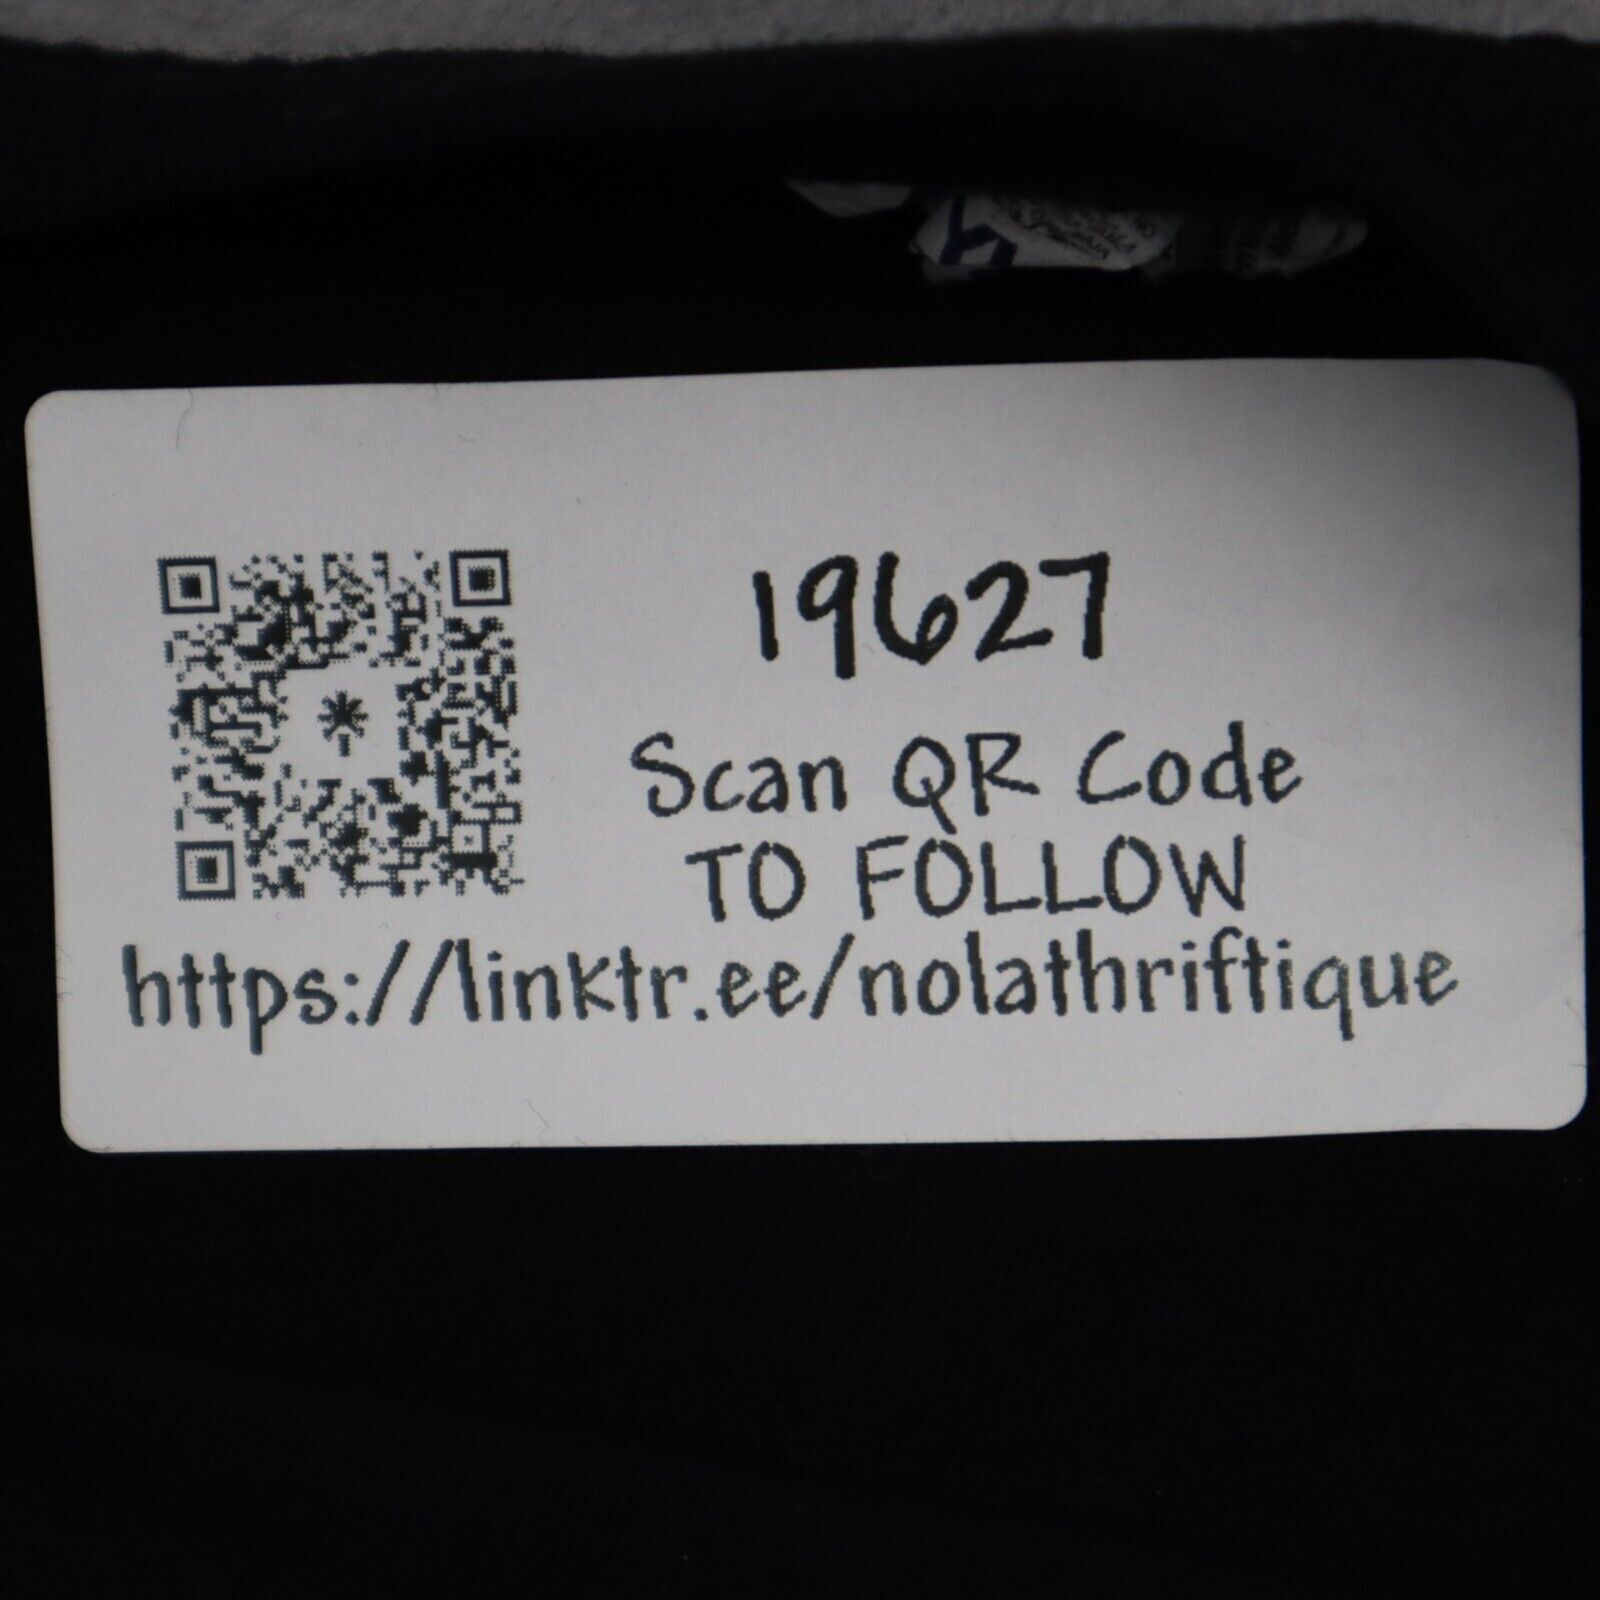 19627
Scan QR Code
TO FOLLOW
https://linktr.ee/nolathriftique